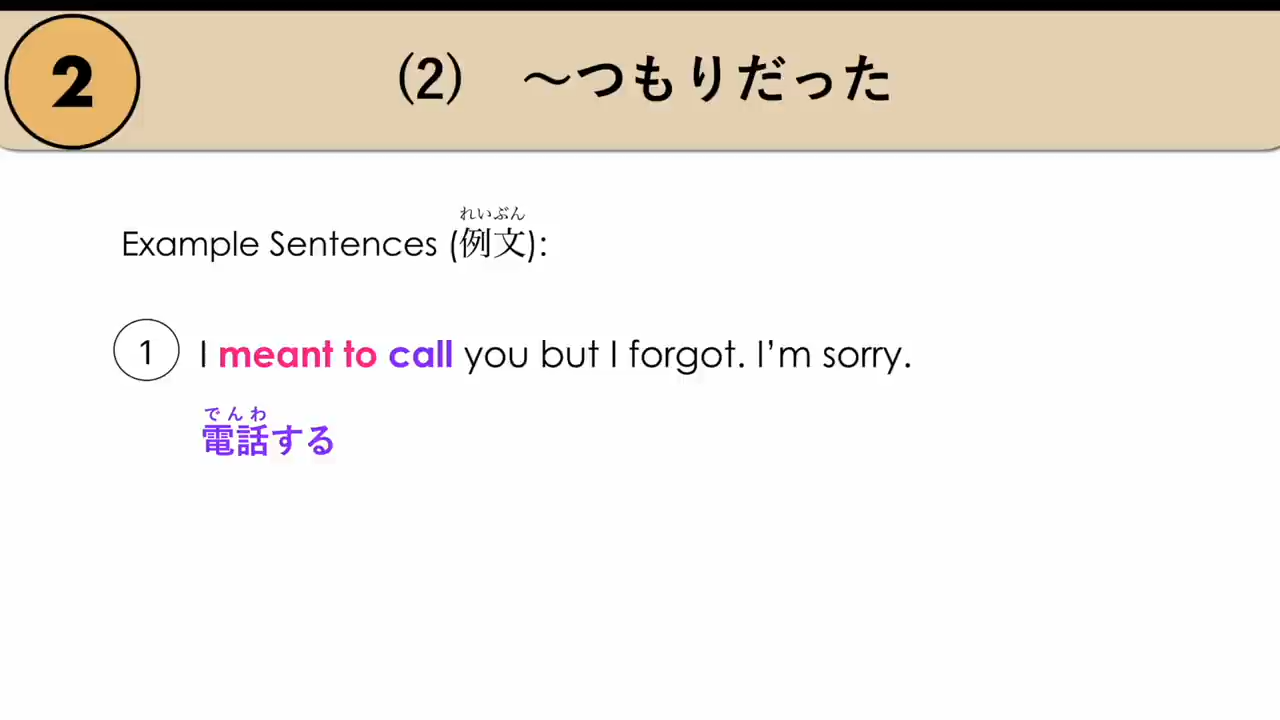 2
(2) ～つもりだった
れいぶん
Example Sentences (例文):
1 I meant to call you but I forgot. I’m sorry.
でんわ
電話する